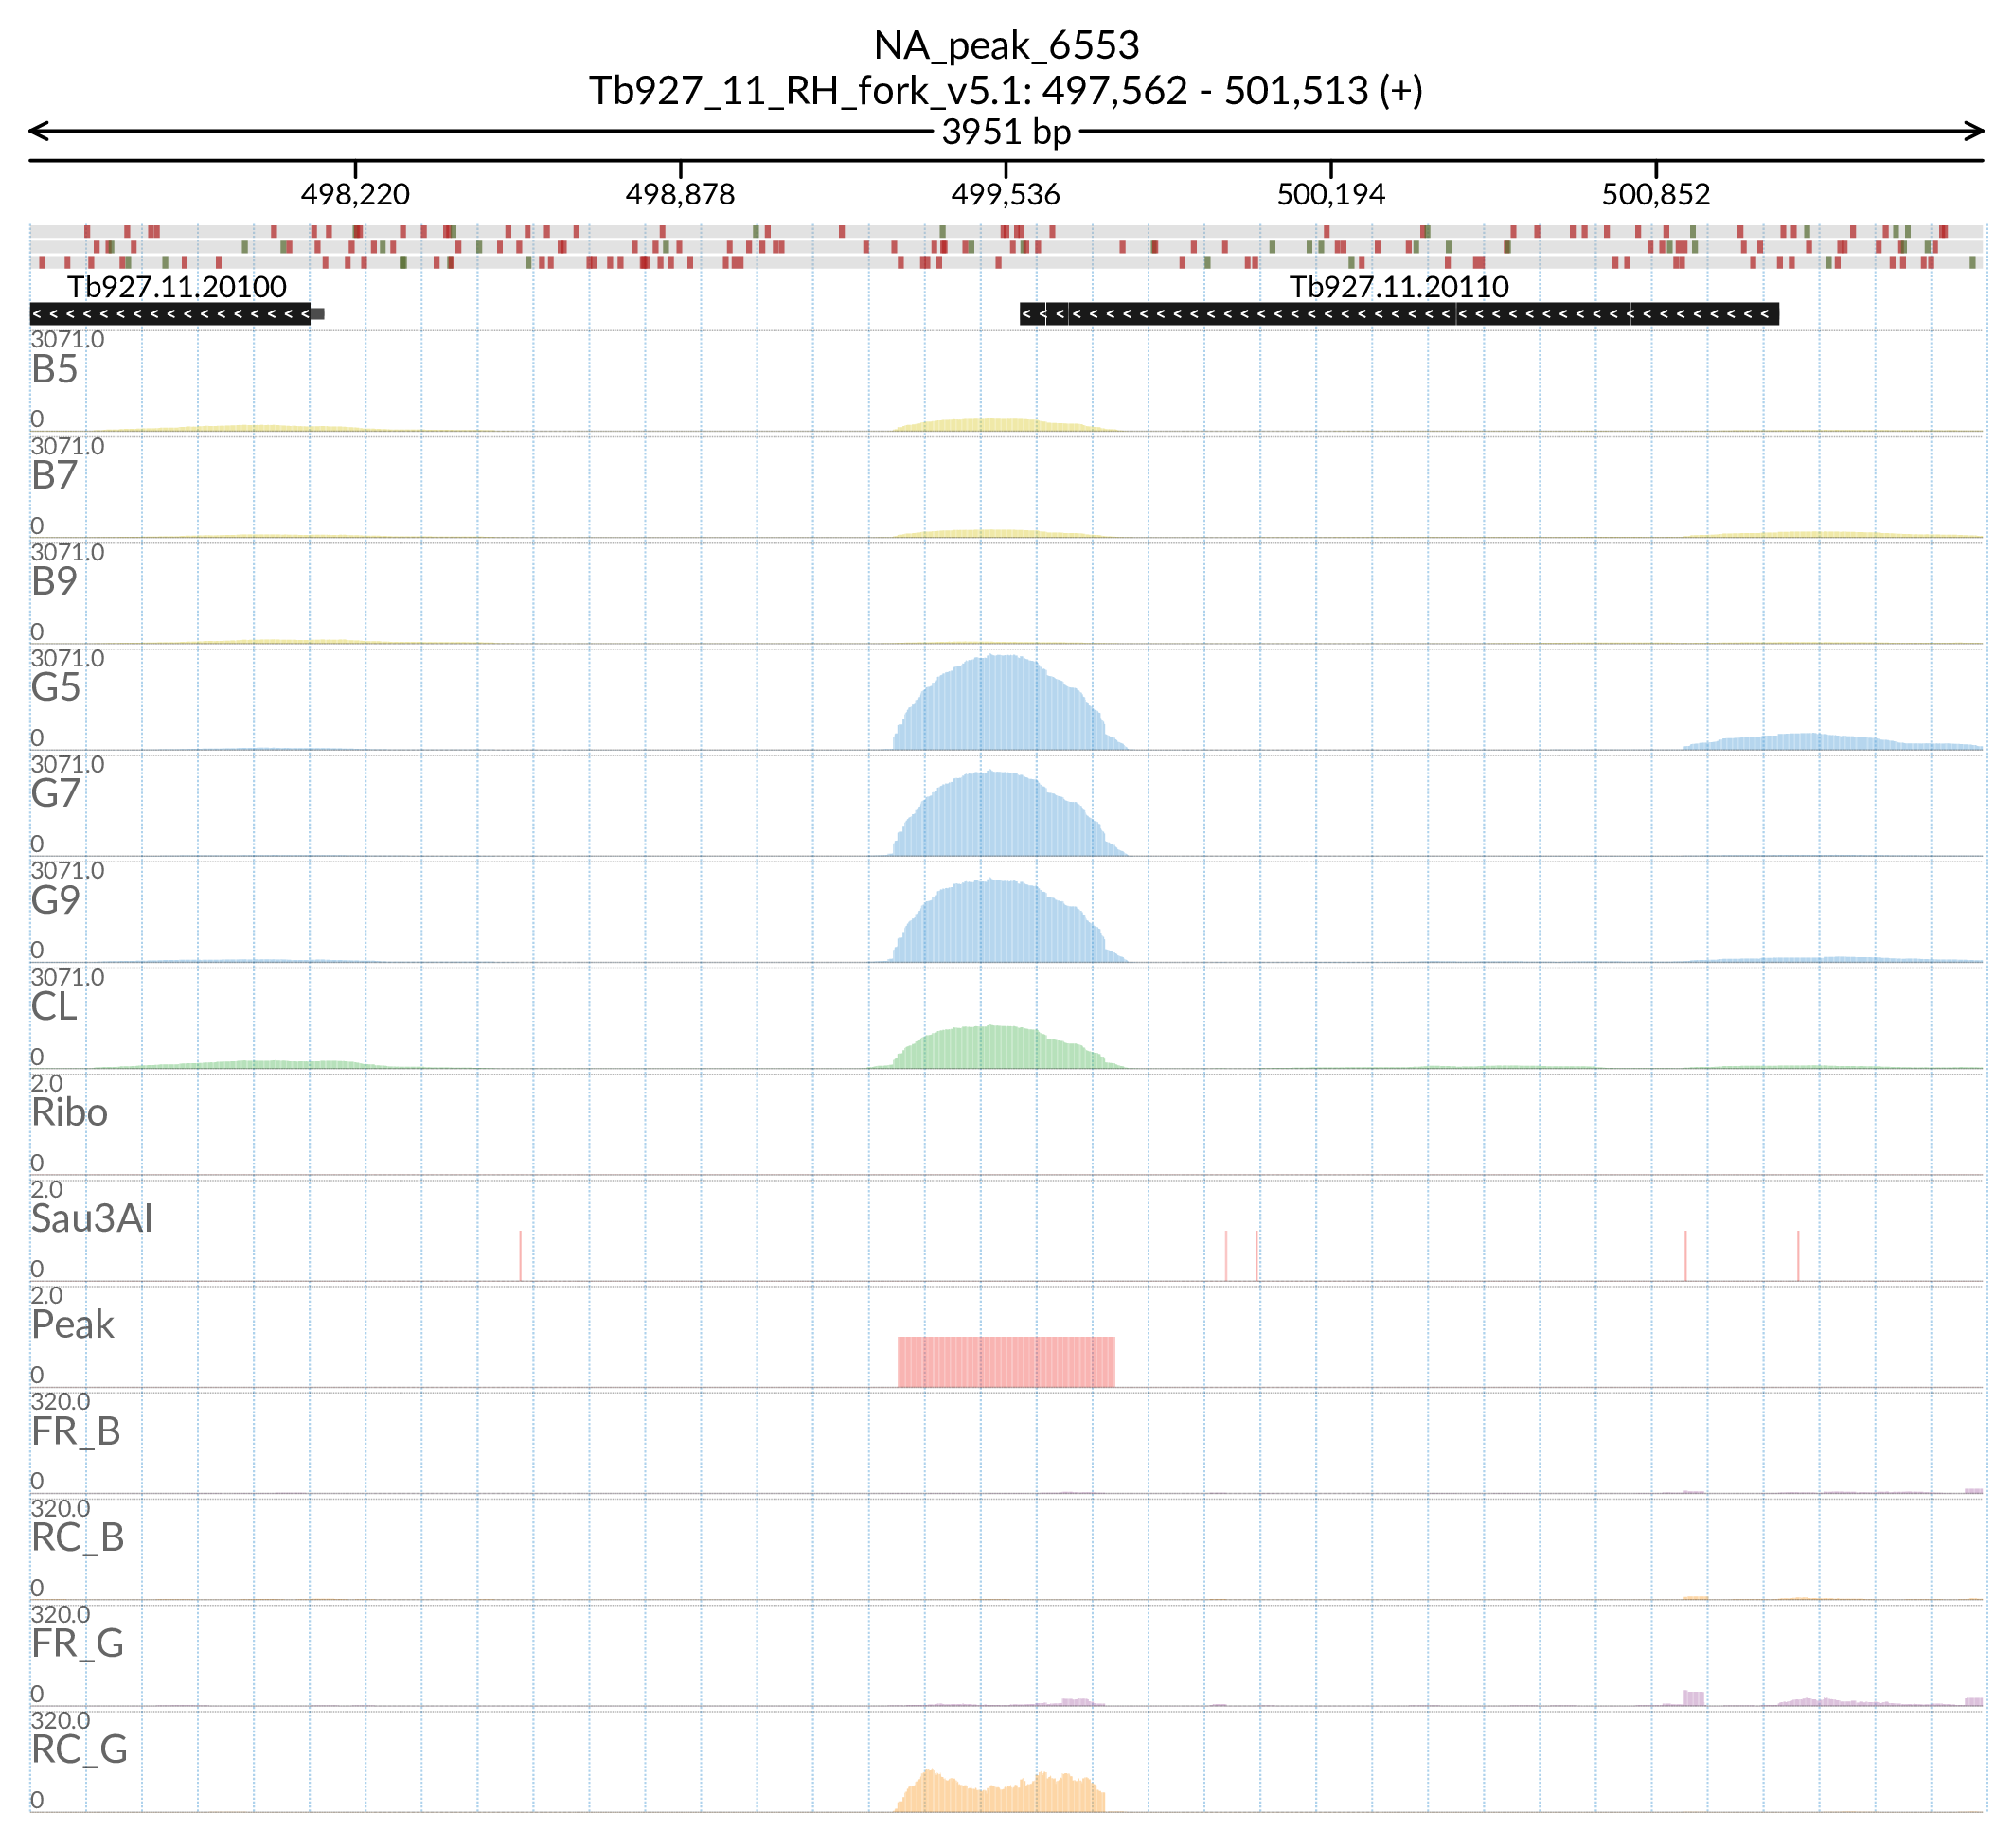 NA_peak_6553
Tb927_11_RH_fork_v5.1: 497,562 - 501,513 (+)
3951 bp
498,220 498,878 499,536 500,194 500,852
Tb927.11.20100 Tb927.11.20110
3071.0
B5
0
3071.0
B7
0
3071.0
B9
0
3071.0
G5
0
3071.0
G7
0
3071.0
G9
0
3071.0
CL
0
2.0
Ribo
0
2.0
Sau3AI
0
2.0
Peak
0
320.0
FR_B
0
320.0
RC_B
0
320.0
FR_G
0
320.0
RC_G
0